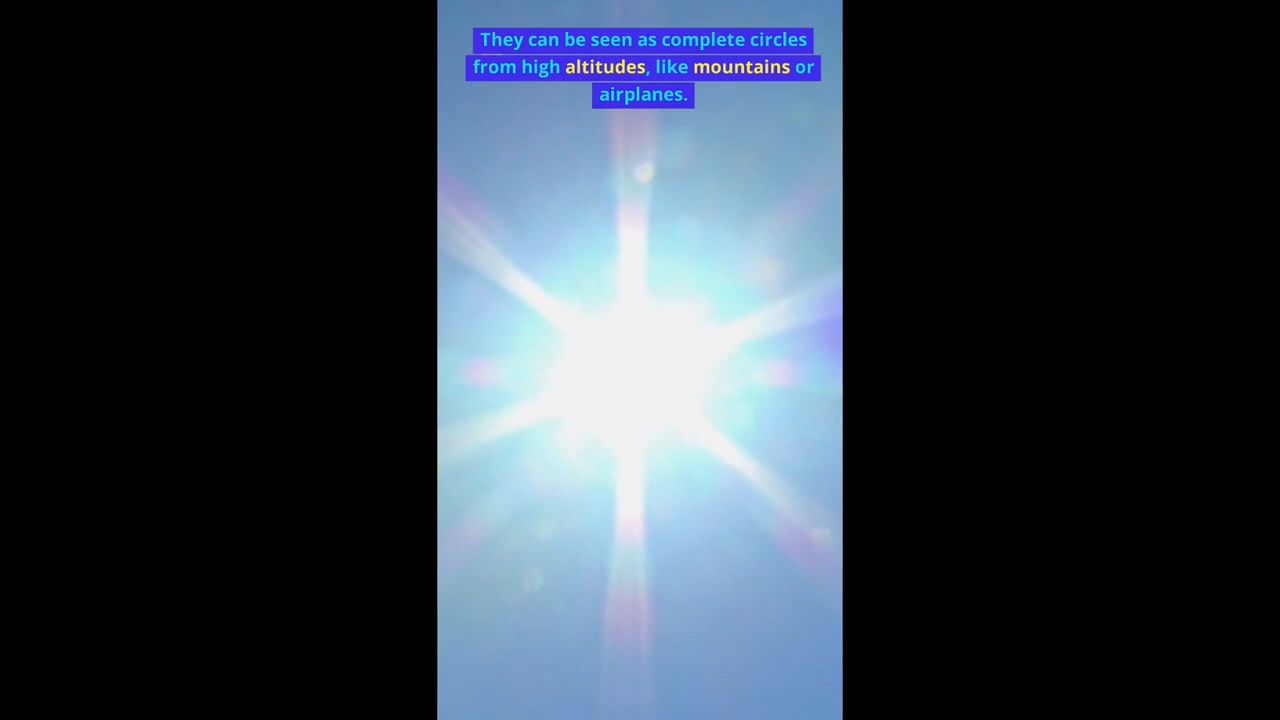 They can be seen as complete circles
from high altitudes, like mountains or
airplanes.